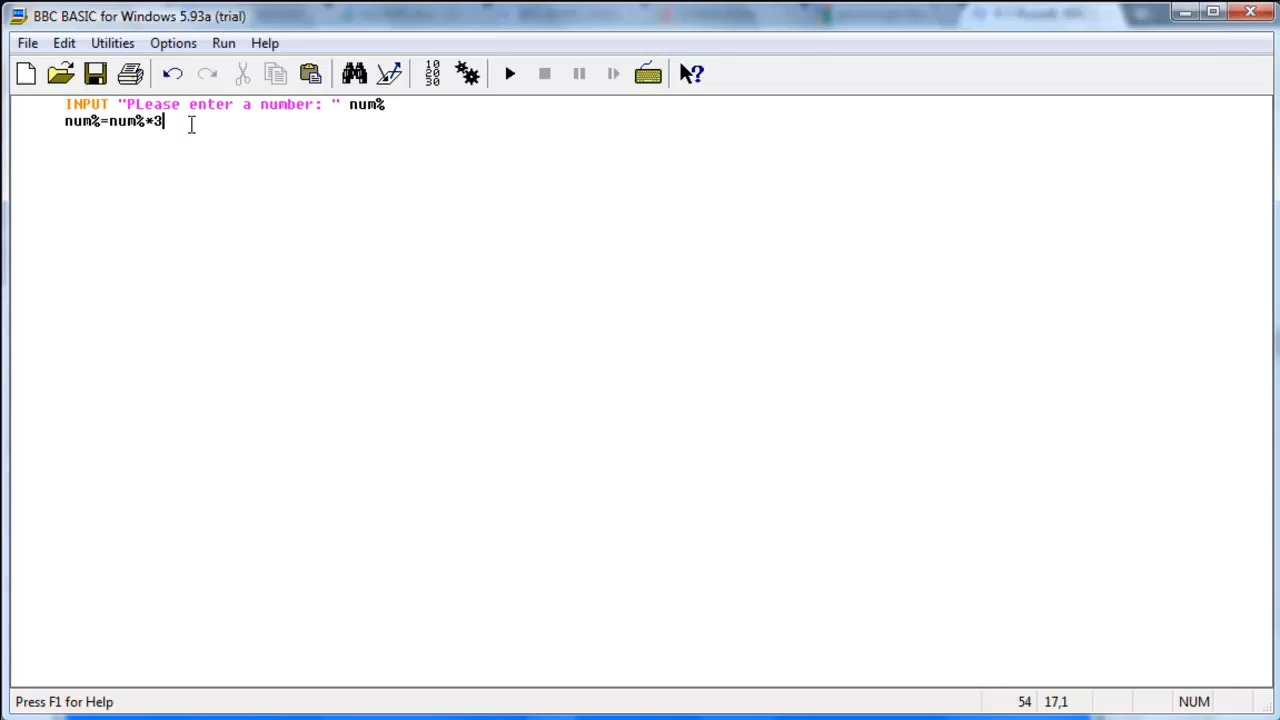 BBC BASIC for Windows 5.93a (trial)
File Edit Utilities Options Run Help
10
20
30
INPUT "PLease enter a number: " num%
num%=num%*3
Press F1 for Help 54 17,1 NUM